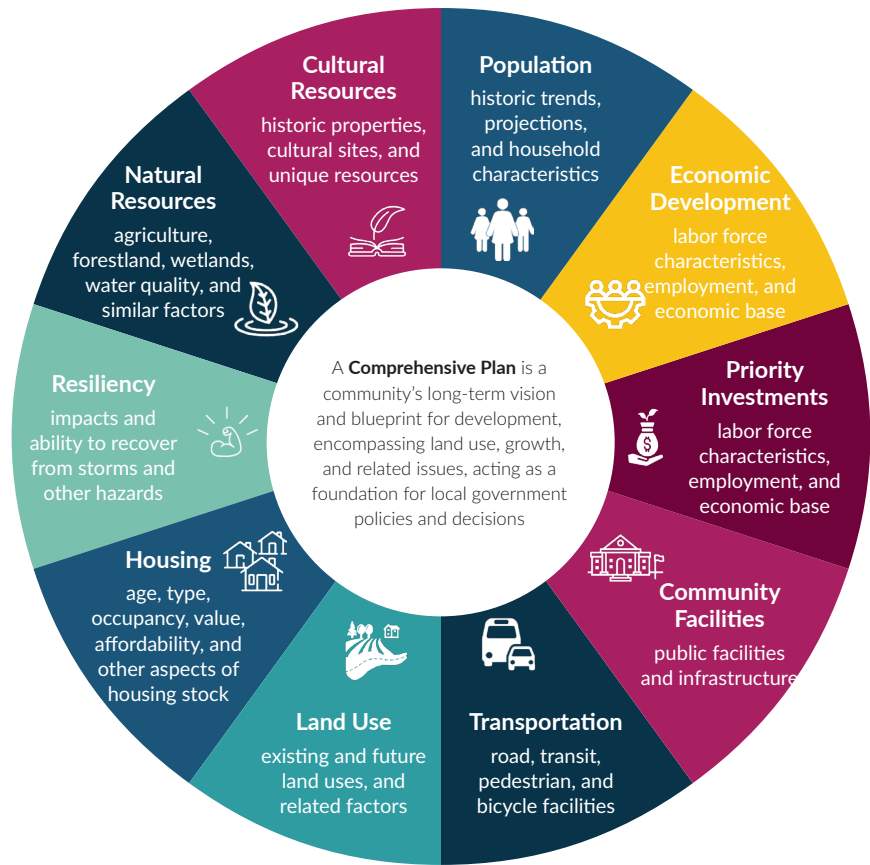 Cultural
Resources
historic properties,
cultural sites, and
unique resources
Population
historic trends,
projections,
and household
characteristics
Economic
Development
labor force
characteristics,
employment, and
economic base
Priority
Investments
labor force
characteristics,
employment, and
economic base
Community
Facilities
public facilities
and infrastructure
Transportation
road, transit,
pedestrian, and
bicycle facilities
Land Use
existing and future
land uses, and
related factors
Housing
age, type,
occupancy, value,
affordability, and
other aspects of
housing stock
Resiliency
impacts and
ability to recover
from storms and
other hazards
Natural
Resources
agriculture,
forestland, wetlands,
water quality, and
similar factors
A Comprehensive Plan is a
community's long-term vision
and blueprint for development,
encompassing land use, growth,
and related issues, acting as a
foundation for local government
policies and decisions
$